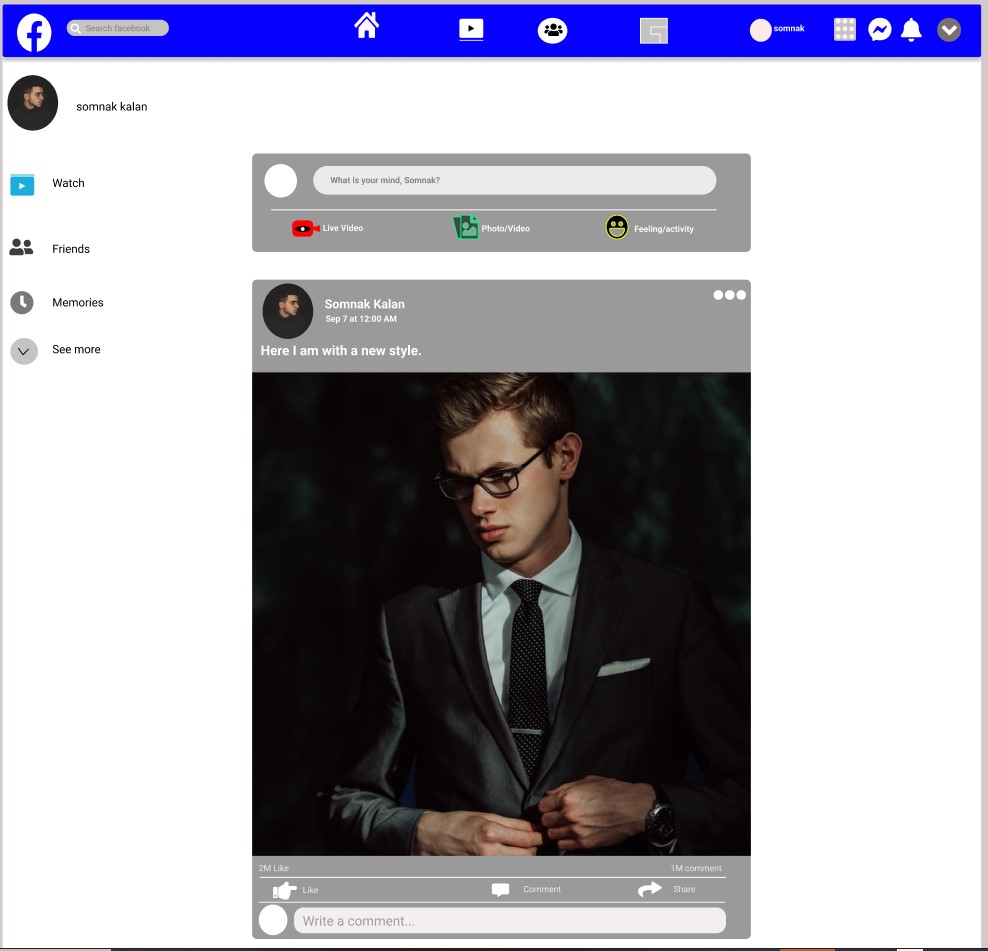 Search facebook
somnak
somnak kalan
Watch
Friends
Memories
See more
What is your mind, Somnak?
Live Video
Photo/Video
Feeling/activity
Somnak Kalan
Sep 7 at 12:00 AM
Here I am with a new style.
2M Like
1M comment
Like
Comment
Share
Write a comment...